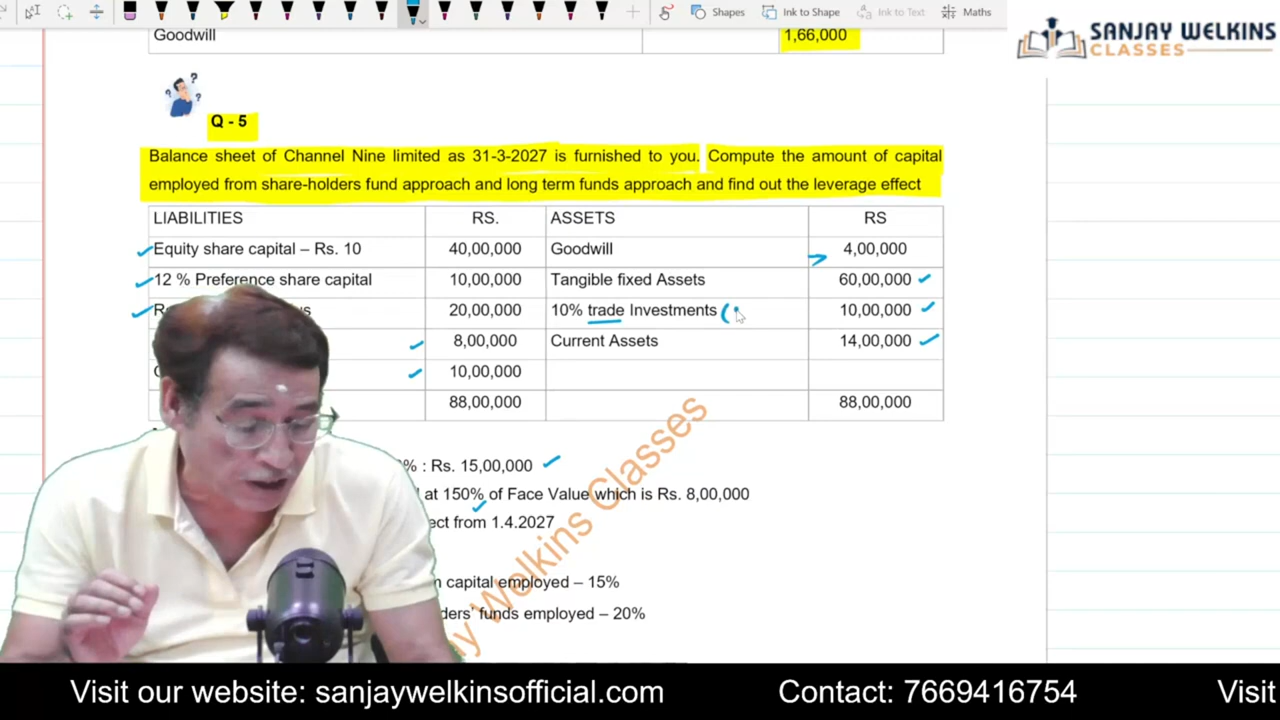 Shapes Ink to Shape Ink to Text Maths
SANJAY WELKINS
CLASSES
Goodwill 1,66,000
Q - 5
Balance sheet of Channel Nine limited as 31-3-2027 is furnished to you. Compute the amount of capital
employed from share-holders fund approach and long term funds approach and find out the leverage effect
LIABILITIES RS. ASSETS RS
Equity share capital – Rs. 10 40,00,000 Goodwill 4,00,000
12 % Preference share capital 10,00,000 Tangible fixed Assets 60,00,000
20,00,000 10% trade Investments ( 10,00,000
8,00,000 Current Assets 14,00,000
10,00,000
88,00,000 88,00,000
% : Rs. 15,00,000
at 150% of Face Value which is Rs. 8,00,000
from 1.4.2027
capital employed – 15%
funds employed – 20%
Welkins Classes
Visit our website: sanjaywelkinsofficial.com Contact: 7669416754 Visit